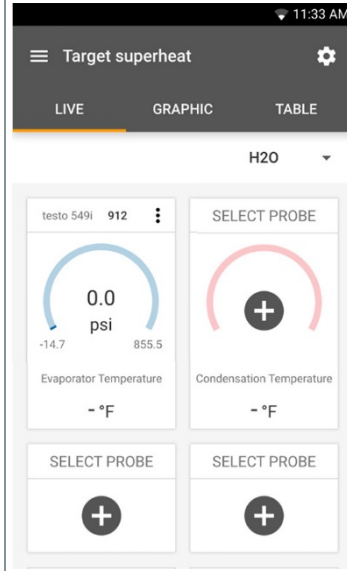 11:33 AM
Target superheat
LIVE GRAPHIC TABLE
H2O
testo 549i 912
SELECT PROBE
0.0
psi
-14.7 855.5
Evaporator Temperature
Condensation Temperature
- °F
- °F
SELECT PROBE
SELECT PROBE